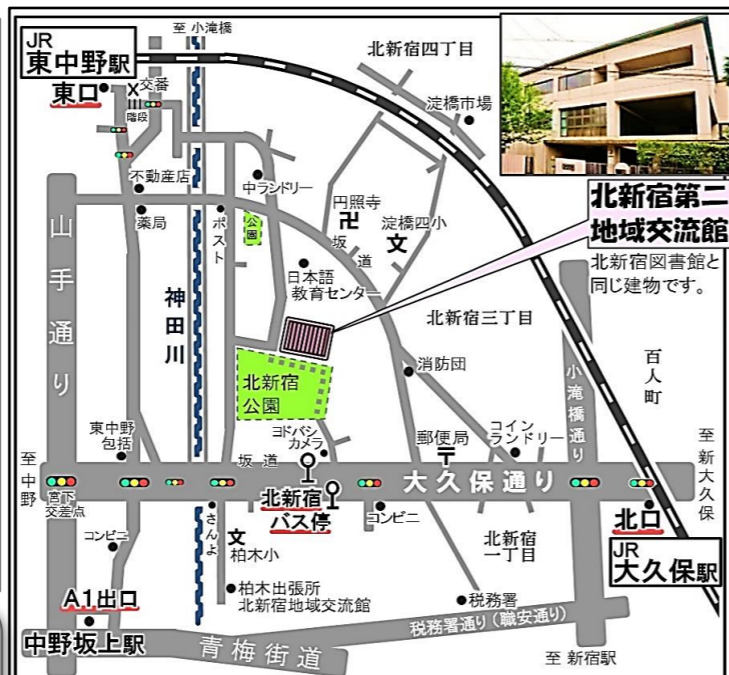 至 小滝橋
JR
東中野駅
東口
交番
階段
北新宿四丁目
淀橋市場
不動産店
薬局
中ランドリー
ポスト
公園
円照寺
淀橋四小
文
坂
道
日本語
教育センター
北新宿第二
地域交流館
北新宿図書館と
同じ建物です。
山手通り
神田川
北新宿三丁目
百人町
小滝橋通り
消防団
北新宿
公園
東中野
包括
ヨドバシ
カメラ
郵便局
コイン
ランドリー
至 中野
坂 道
大久保通り
至 新大久保
宮下
交差点
北新宿
バス停
コンビニ
北口
JR
大久保駅
コンビニ
さんよ
文
柏木小
北新宿
一丁目
A1出口
中野坂上駅
柏木出張所
北新宿地域交流館
税務署
税務署通り(職安通り)
青梅街道
至 新宿駅